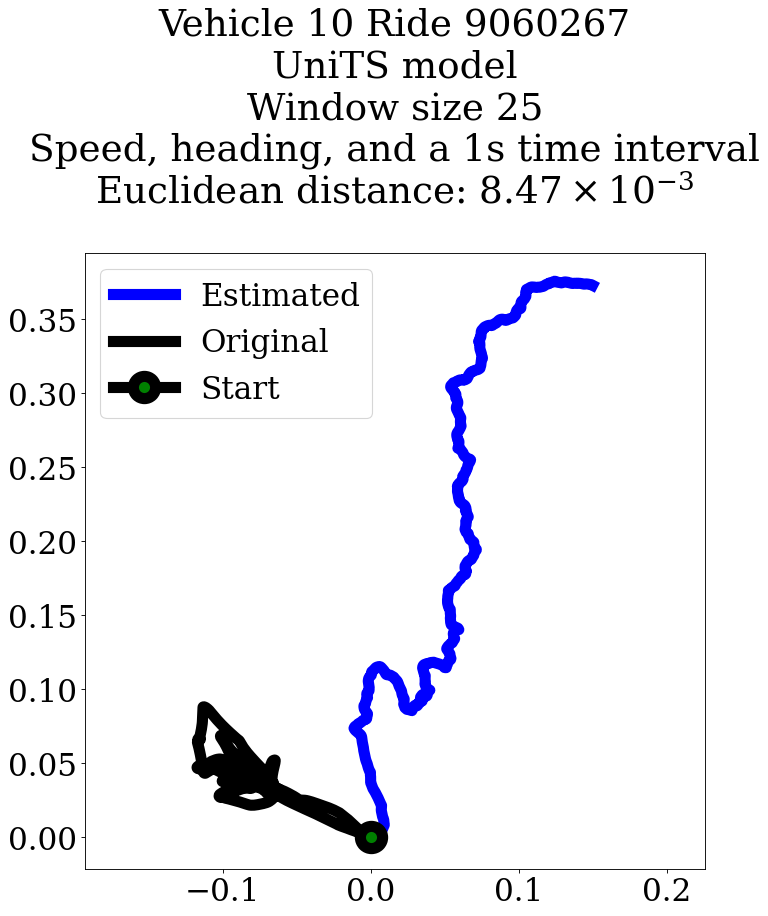 Vehicle 10 Ride 9060267
UniTS model
Window size 25
Speed, heading, and a 1s time interval
Euclidean distance: 8.47 × 10⁻³
Estimated
Original
Start
0.35
0.30
0.25
0.20
0.15
0.10
0.05
0.00
−0.1 0.0 0.1 0.2